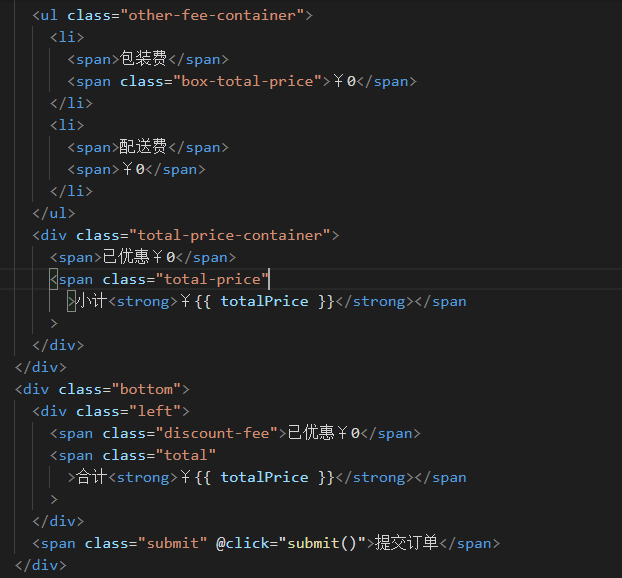 <ul class="other-fee-container">
<li>
<span>包装费</span>
<span class="box-total-price">￥0</span>
</li>
<li>
<span>配送费</span>
<span>￥0</span>
</li>
</ul>
<div class="total-price-container">
<span>已优惠￥0</span>
<span class="total-price"
>小计<strong>￥{{ totalPrice }}</strong></span
>
</div>
</div>
<div class="bottom">
<div class="left">
<span class="discount-fee">已优惠￥0</span>
<span class="total"
>合计<strong>￥{{ totalPrice }}</strong></span
>
</div>
<span class="submit" @click="submit()">提交订单</span>
</div>